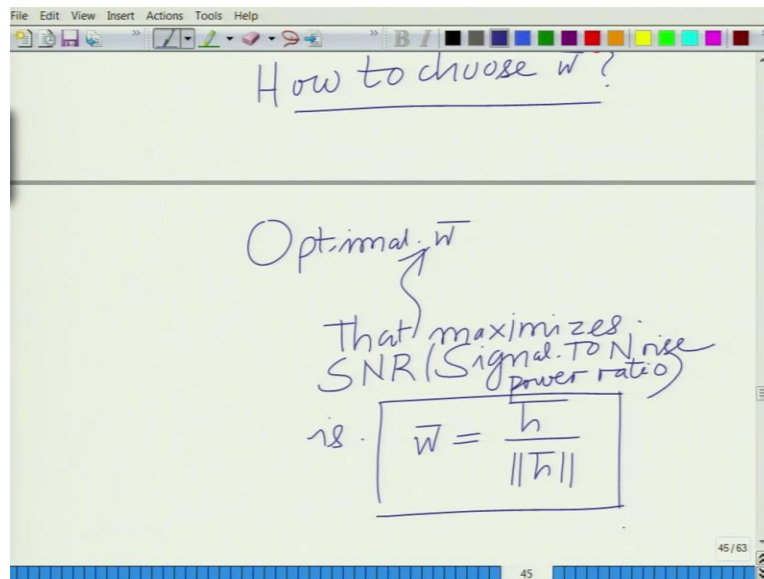 File Edit View Insert Actions Tools Help
B I
How to choose w̄?
Optimal w̄
That maximizes
SNR (Signal To Noise
power ratio)
is. w̄ = h̄ / ||h̄||
45/63
45